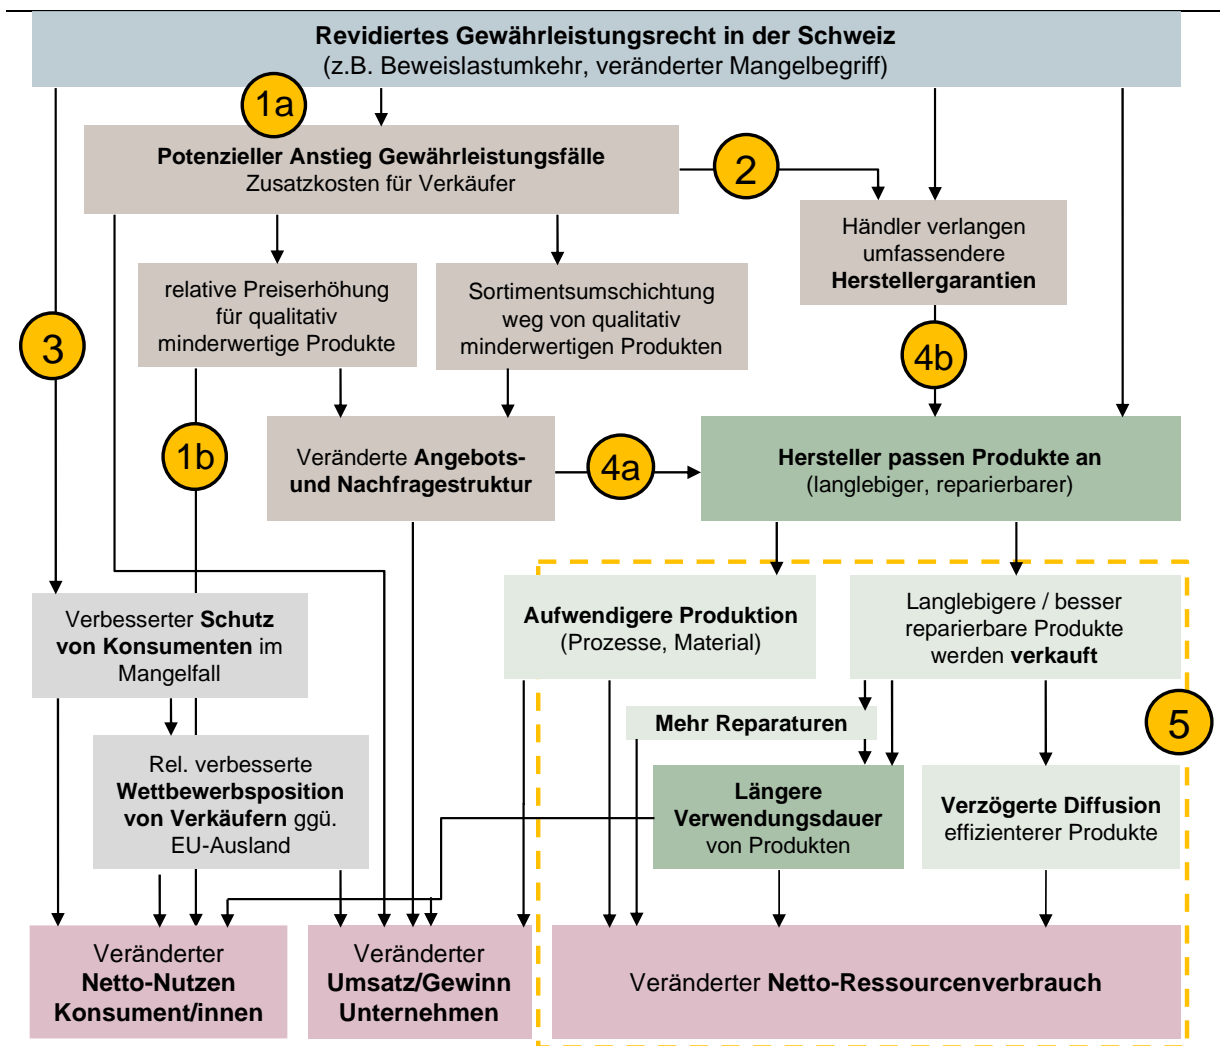 Revidiertes Gewährleistungsrecht in der Schweiz
(z.B. Beweislastumkehr, veränderter Mangelbegriff)
1a
Potenzieller Anstieg Gewährleistungsfälle
Zusatzkosten für Verkäufer
2
Händler verlangen
umfassendere
Herstellergarantien
relative Preiserhöhung
für qualitativ
minderwertige Produkte
Sortimentsumschichtung
weg von qualitativ
minderwertigen Produkten
3
4b
1b
Veränderte Angebots-
und Nachfragestruktur
4a
Hersteller passen Produkte an
(langlebiger, reparierbarer)
Verbesserter Schutz
von Konsumenten im
Mangelfall
Aufwendigere Produktion
(Prozesse, Material)
Langlebigere / besser
reparierbare Produkte
werden verkauft
5
Mehr Reparaturen
Rel. verbesserte
Wettbewerbsposition
von Verkäufern ggü.
EU-Ausland
Längere
Verwendungsdauer
von Produkten
Verzögerte Diffusion
effizienterer Produkte
Veränderter
Netto-Nutzen
Konsument/innen
Veränderter
Umsatz/Gewinn
Unternehmen
Veränderter Netto-Ressourcenverbrauch